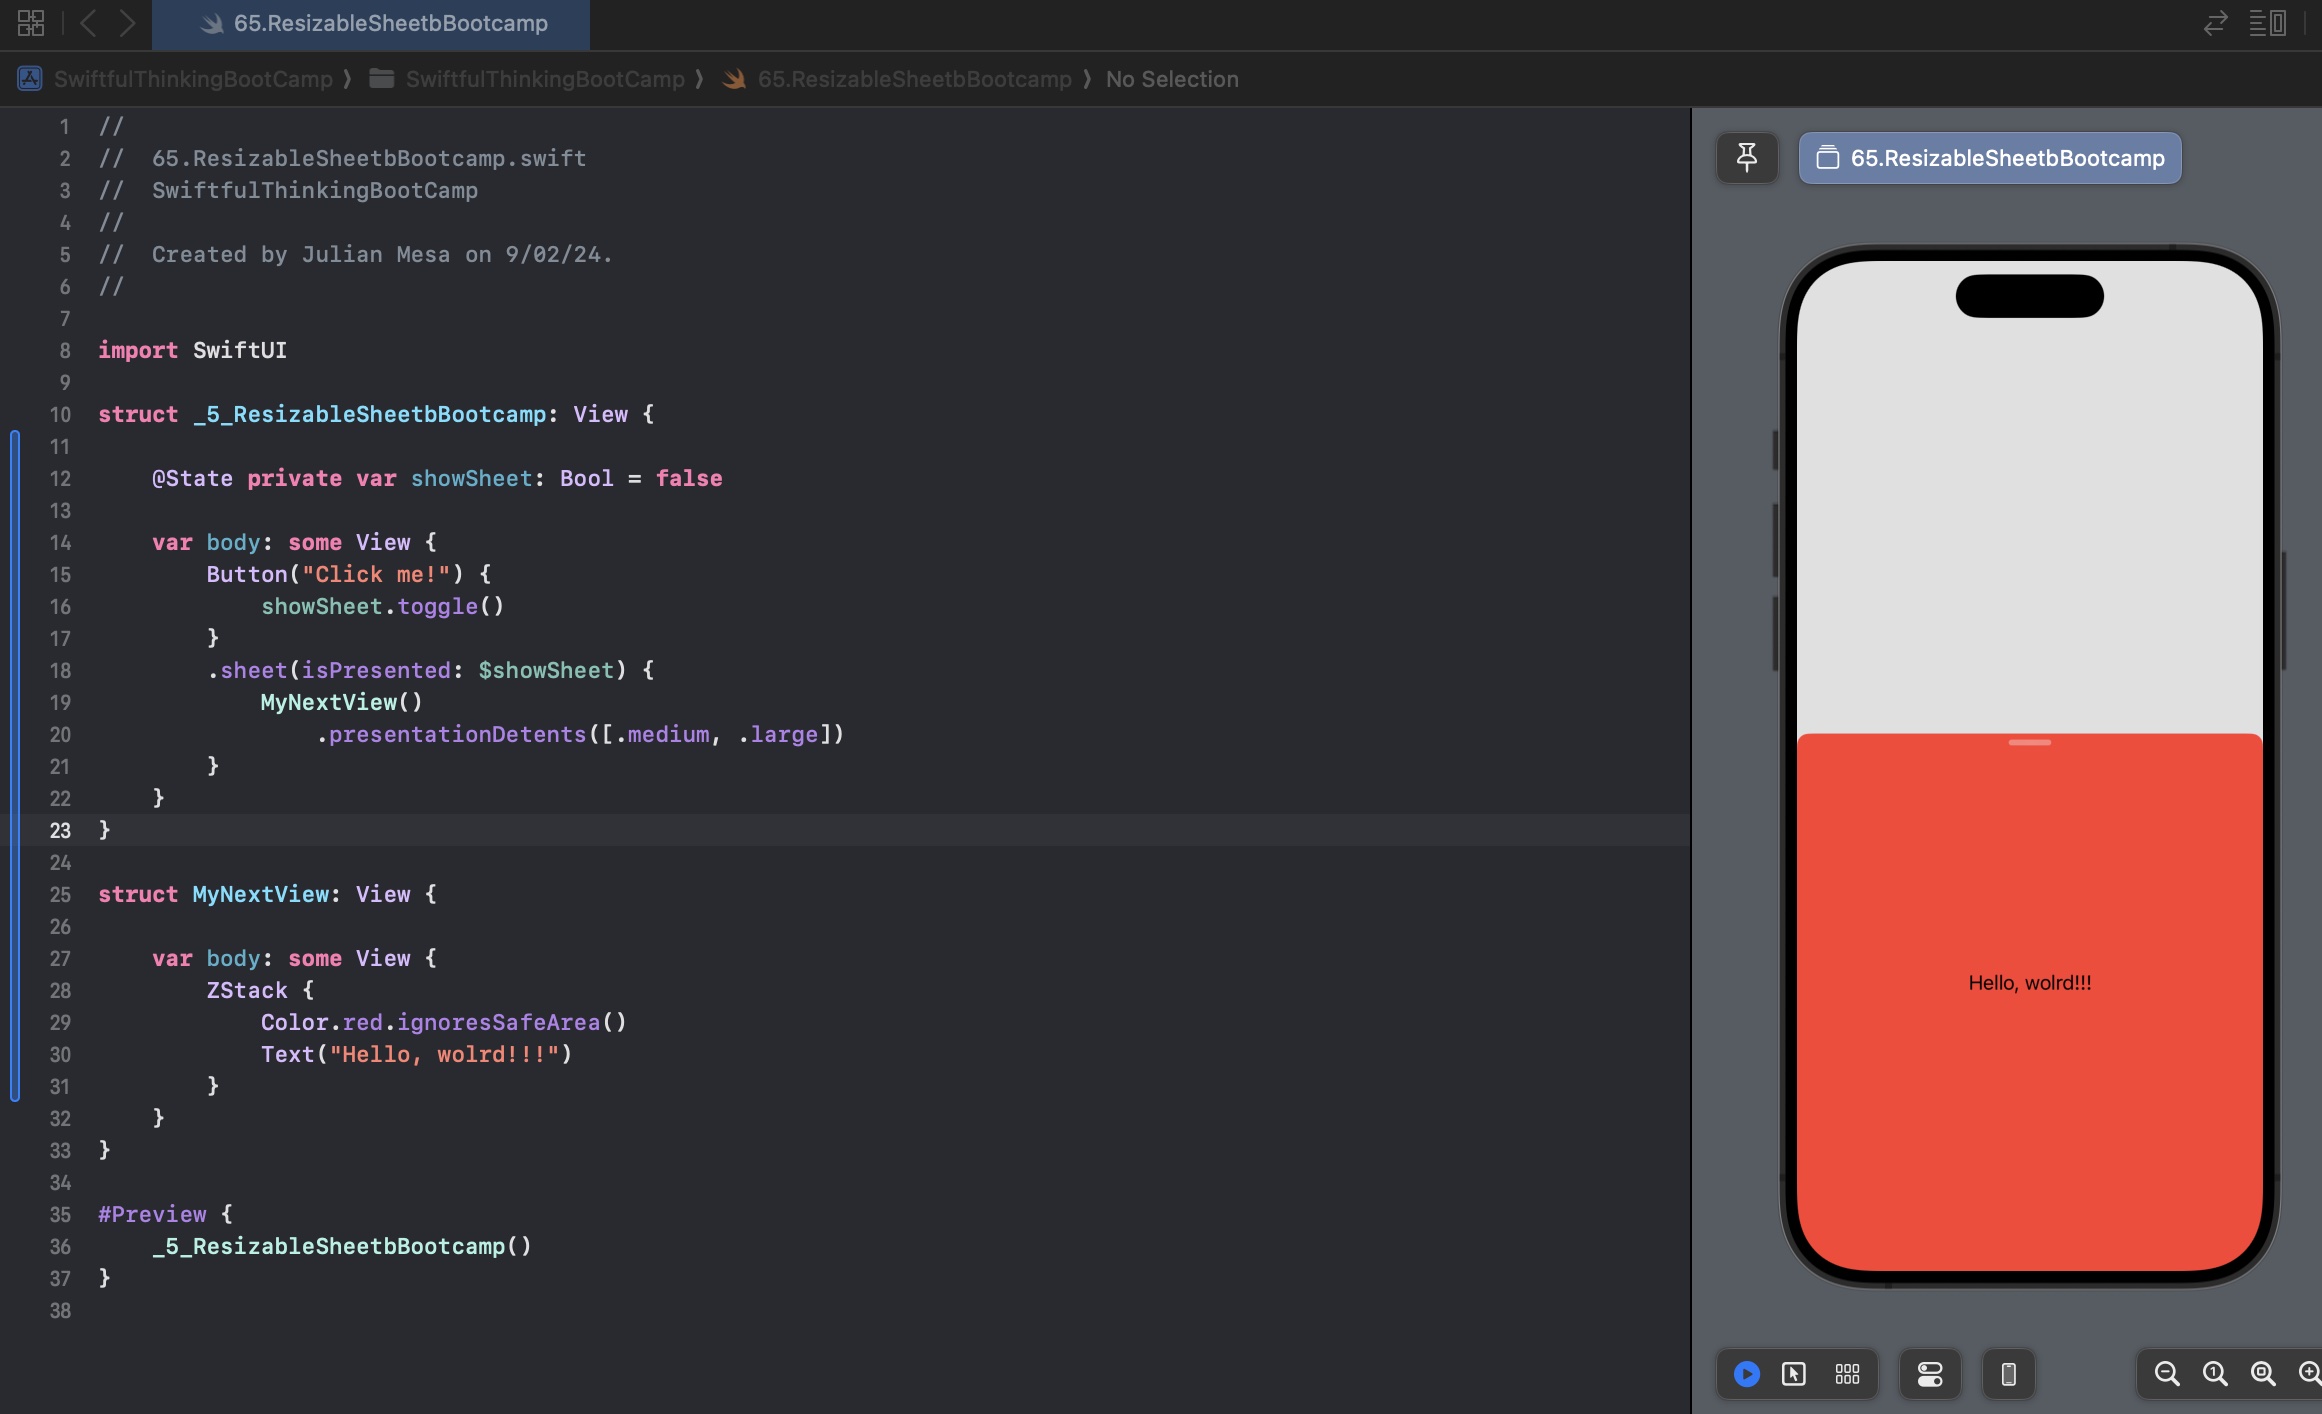 65.ResizableSheetbBootcamp
SwiftfulThinkingBootCamp ⟩ SwiftfulThinkingBootCamp ⟩ 65.ResizableSheetbBootcamp ⟩ No Selection
1 //
2 //  65.ResizableSheetbBootcamp.swift
3 //  SwiftfulThinkingBootCamp
4 //
5 //  Created by Julian Mesa on 9/02/24.
6 //
7
8 import SwiftUI
9
10 struct _5_ResizableSheetbBootcamp: View {
11
12     @State private var showSheet: Bool = false
13
14     var body: some View {
15         Button("Click me!") {
16             showSheet.toggle()
17         }
18         .sheet(isPresented: $showSheet) {
19             MyNextView()
20                 .presentationDetents([.medium, .large])
21         }
22     }
23 }
24
25 struct MyNextView: View {
26
27     var body: some View {
28         ZStack {
29             Color.red.ignoresSafeArea()
30             Text("Hello, wolrd!!!")
31         }
32     }
33 }
34
35 #Preview {
36     _5_ResizableSheetbBootcamp()
37 }
38
65.ResizableSheetbBootcamp
Hello, wolrd!!!